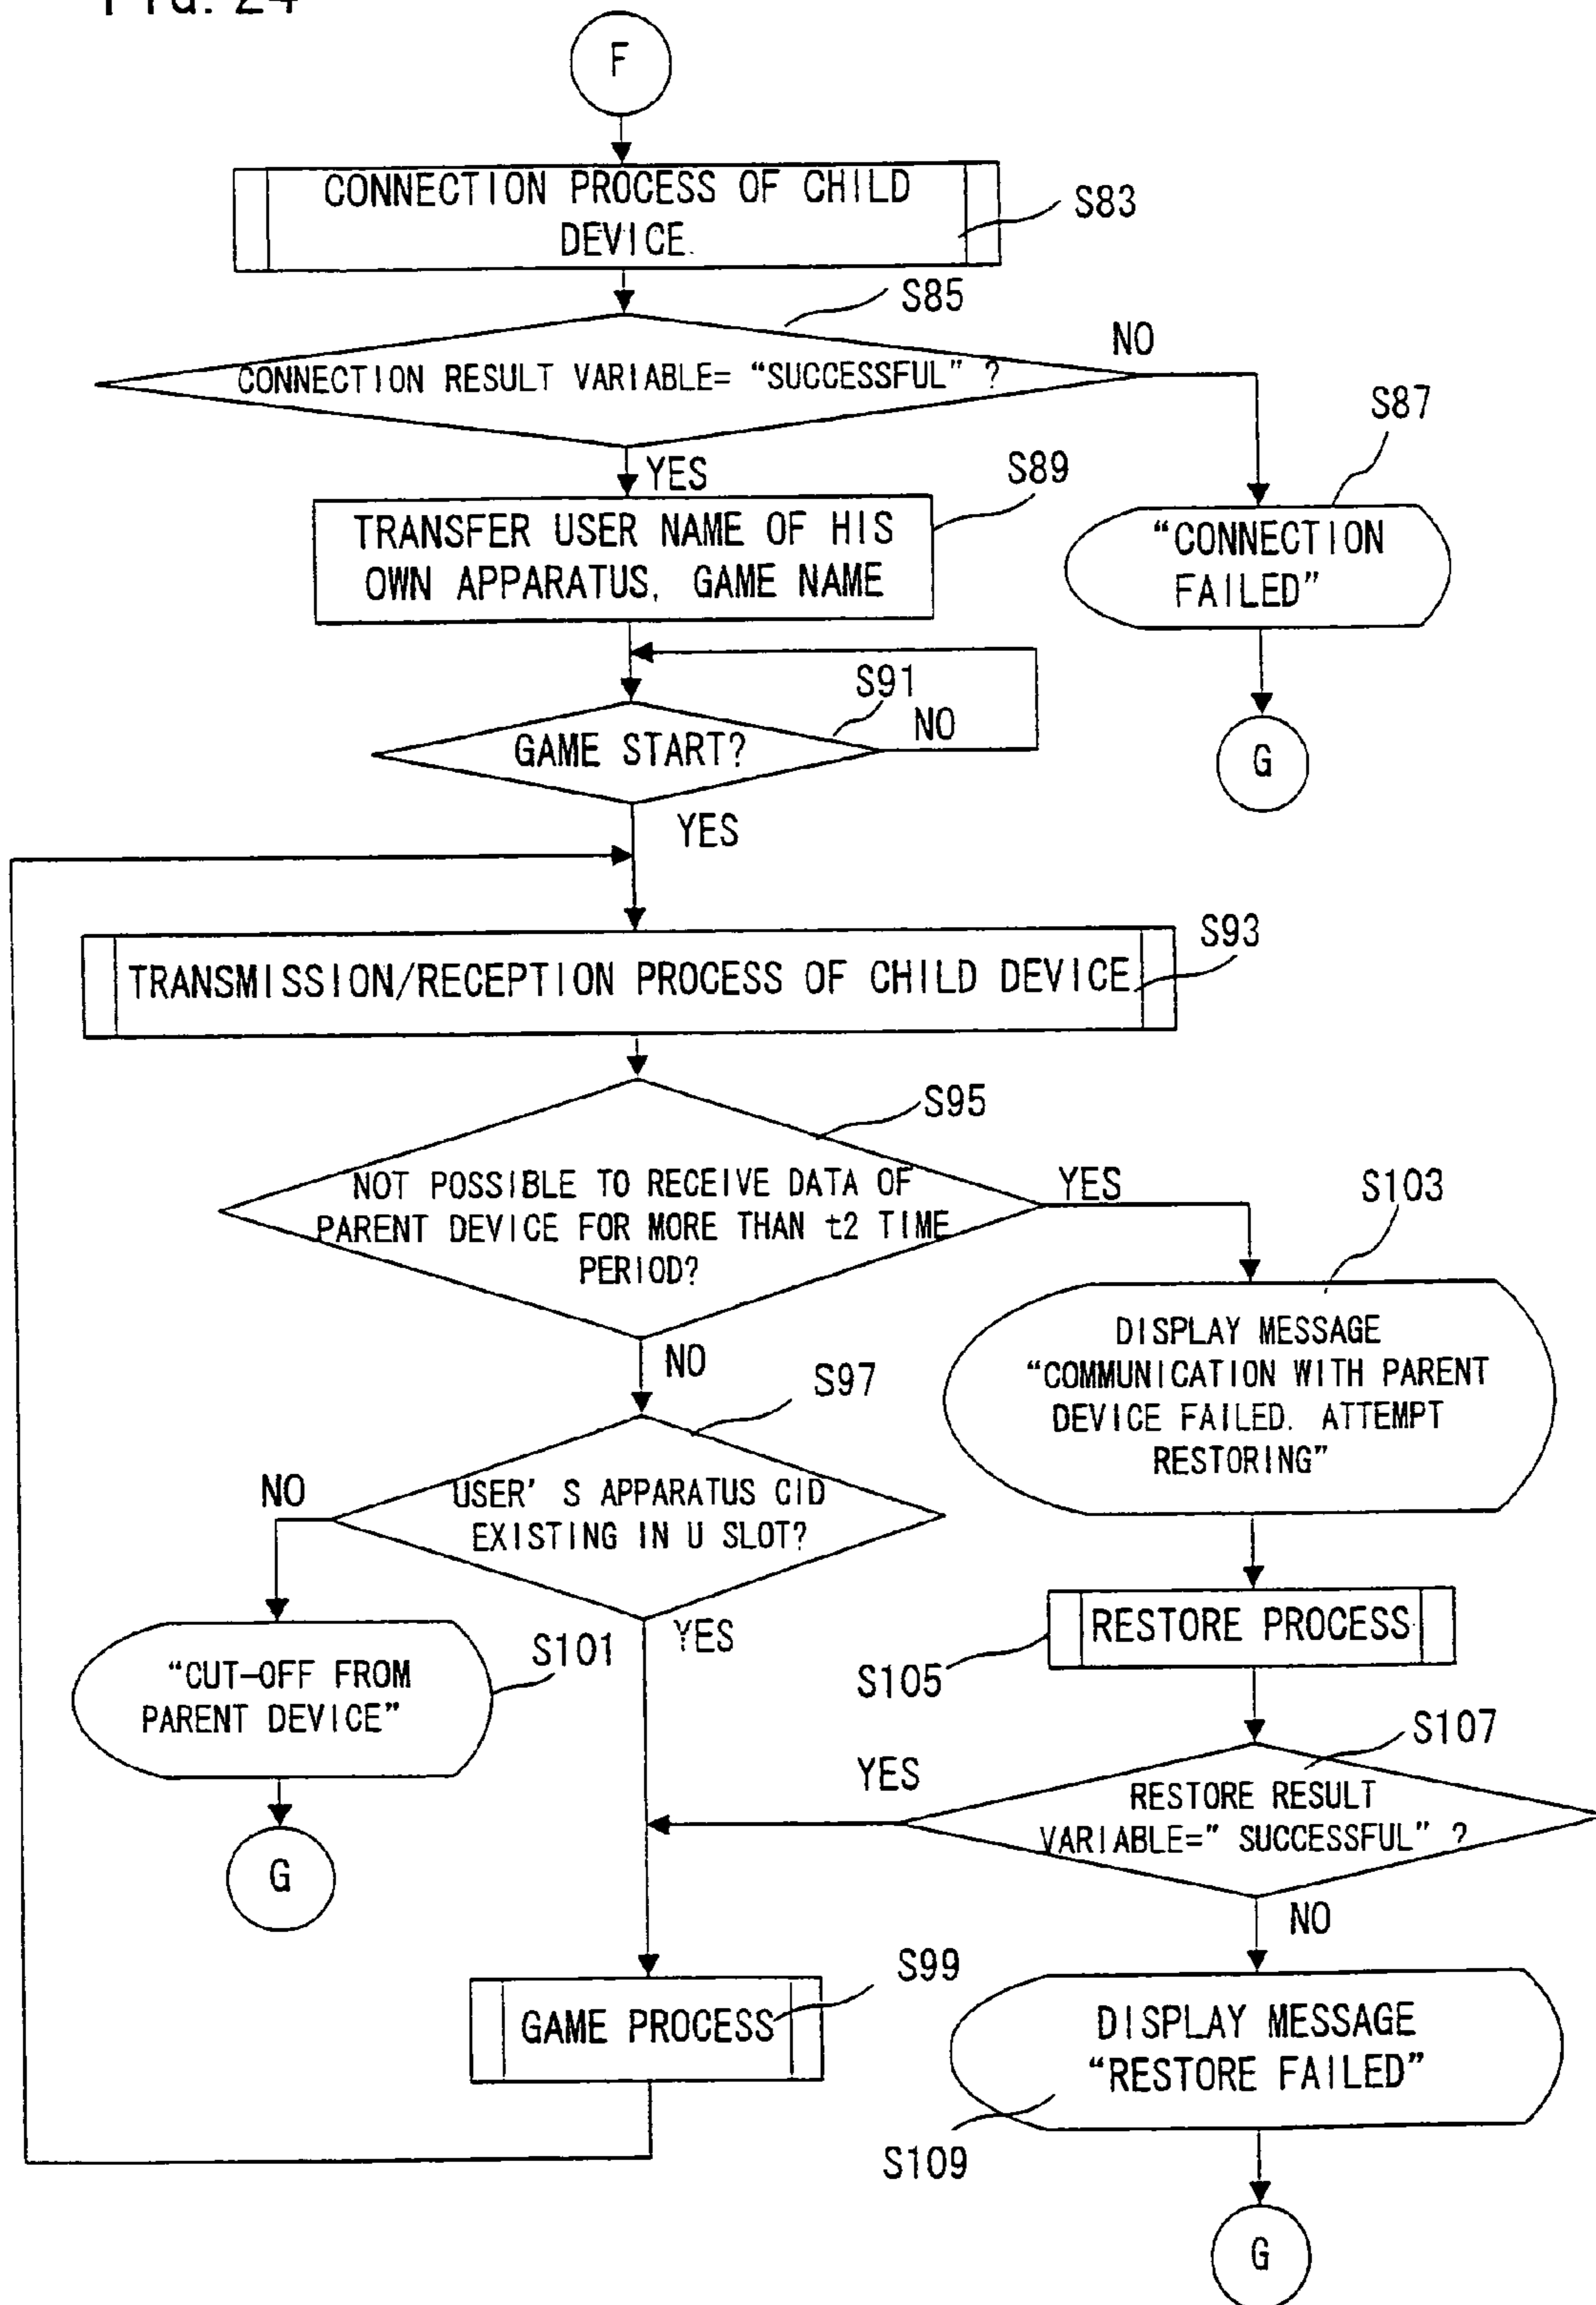 FIG. 24
F
CONNECTION PROCESS OF CHILD
DEVICE.
S83
S85
CONNECTION RESULT VARIABLE= “SUCCESSFUL” ?
NO
S87
YES
S89
TRANSFER USER NAME OF HIS
OWN APPARATUS, GAME NAME
“CONNECTION
FAILED”
S91
NO
GAME START?
G
YES
S93
TRANSMISSION/RECEPTION PROCESS OF CHILD DEVICE
S95
NOT POSSIBLE TO RECEIVE DATA OF
PARENT DEVICE FOR MORE THAN t2 TIME
PERIOD?
YES
S103
DISPLAY MESSAGE
“COMMUNICATION WITH PARENT
DEVICE FAILED. ATTEMPT
RESTORING”
NO
S97
NO
USER’ S APPARATUS CID
EXISTING IN U SLOT?
YES
RESTORE PROCESS
S105
S101
“CUT-OFF FROM
PARENT DEVICE”
G
S107
YES
RESTORE RESULT
VARIABLE=” SUCCESSFUL” ?
NO
S99
GAME PROCESS
DISPLAY MESSAGE
“RESTORE FAILED”
S109
G